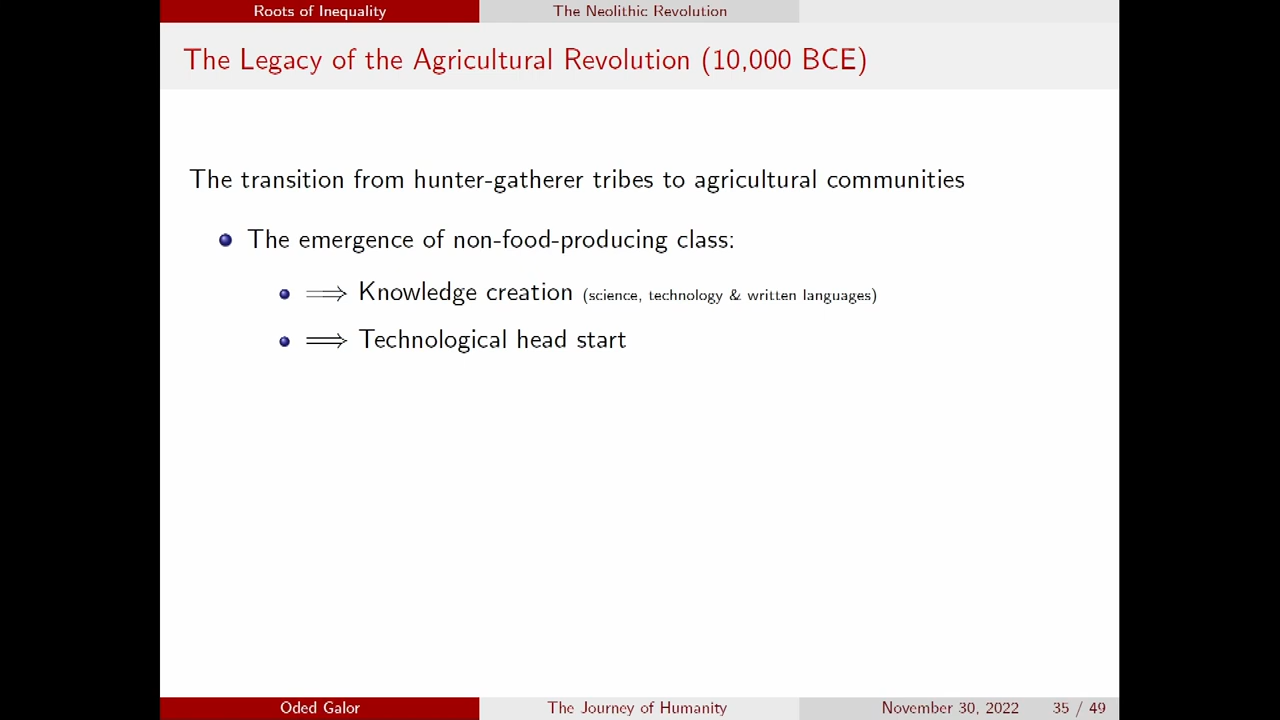 Roots of Inequality The Neolithic Revolution
The Legacy of the Agricultural Revolution (10,000 BCE)
The transition from hunter-gatherer tribes to agricultural communities
The emergence of non-food-producing class:
⟹ Knowledge creation (science, technology & written languages)
⟹ Technological head start
Oded Galor The Journey of Humanity November 30, 2022 35 / 49